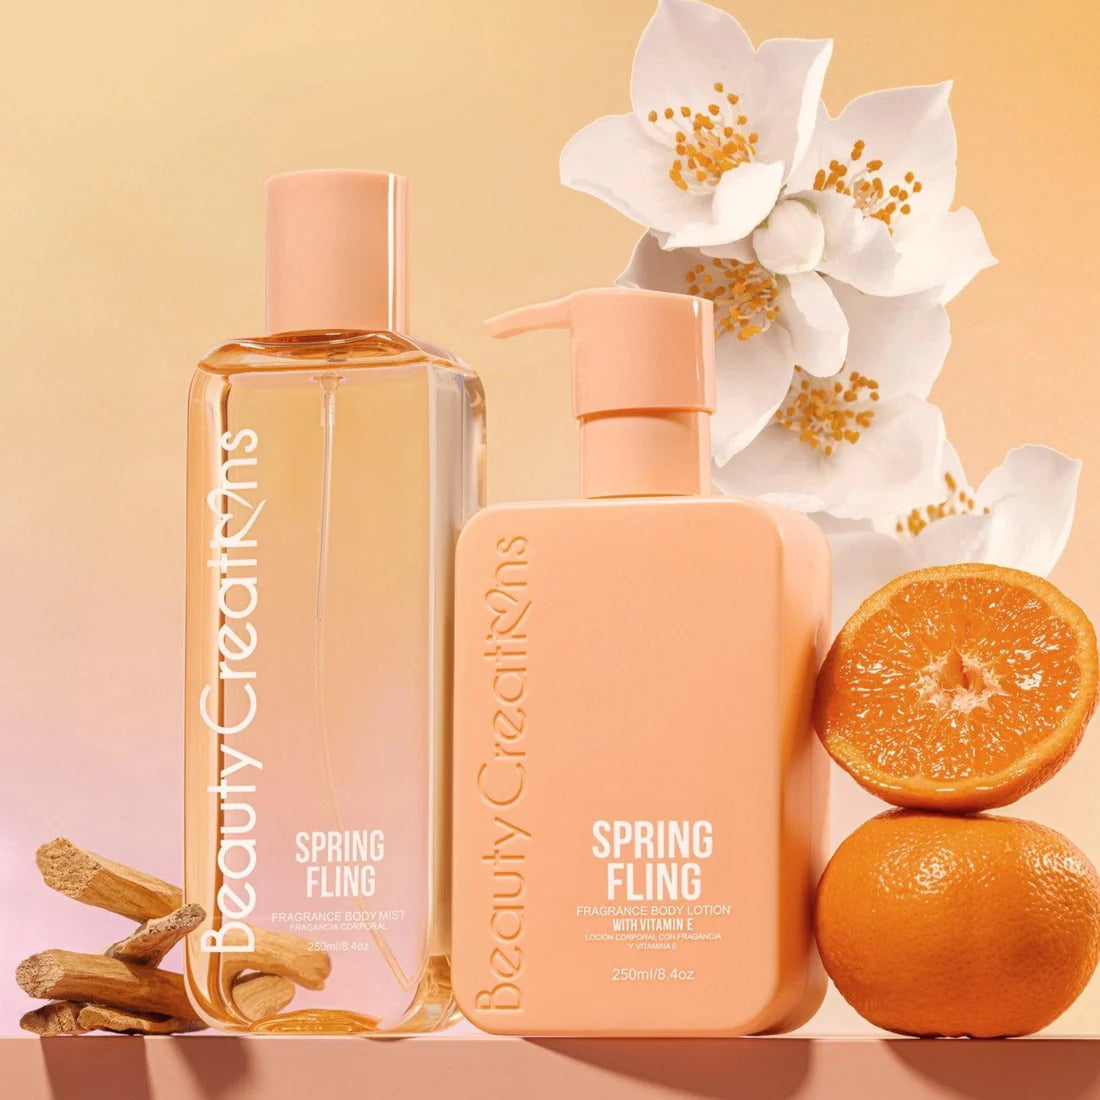 Beauty Creations
SPRING
FLING
FRAGRANCE BODY MIST
FRAGANCIA CORPORAL
250ml/8.4oz
Beauty Creations
SPRING
FLING
FRAGRANCE BODY LOTION
WITH VITAMIN E
LOCIÓN CORPORAL CON FRAGANCIA
Y VITAMINA E
250ml/8.4oz